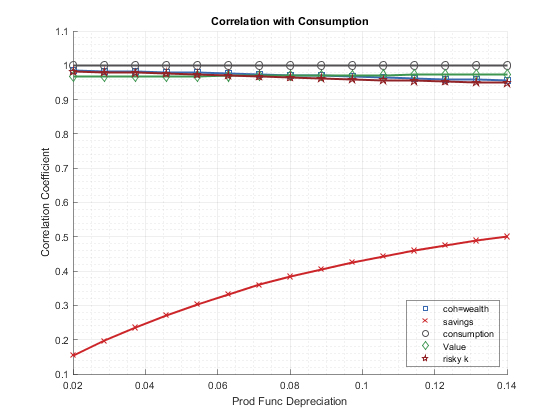 Correlation with Consumption
1.1
1
0.9
0.8
0.7
0.6
0.5
0.4
0.3
0.2
0.1
Correlation Coefficient
coh=wealth
savings
consumption
Value
risky k
0.02
0.04
0.06
0.08
0.1
0.12
0.14
Prod Func Depreciation